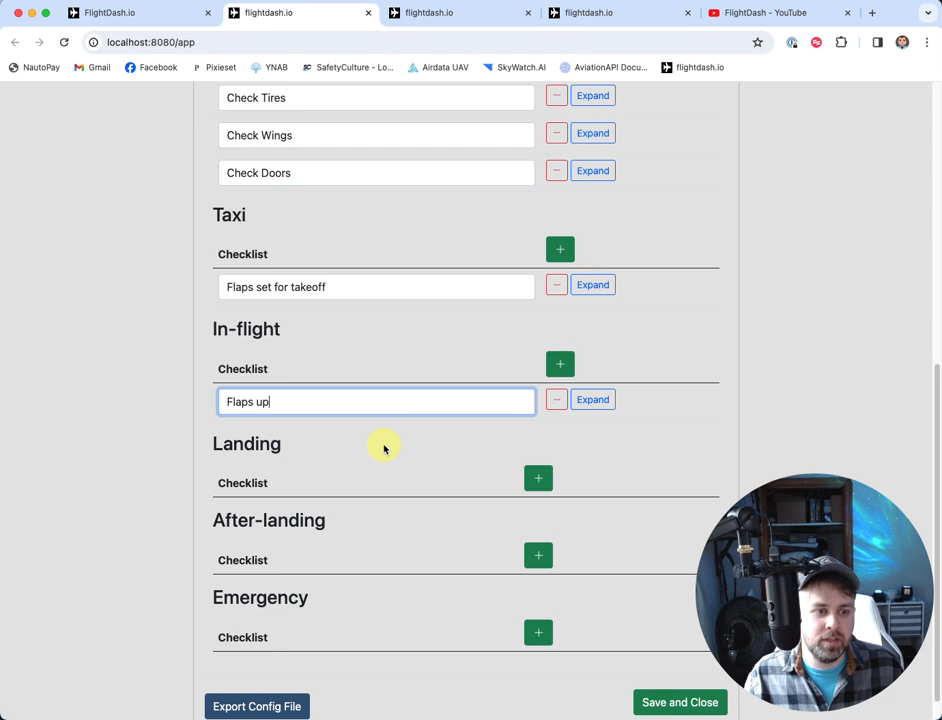 FlightDash.io
flightdash.io
flightdash.io
flightdash.io
FlightDash - YouTube
localhost:8080/app
NautoPay
Gmail
Facebook
Pixieset
YNAB
SafetyCulture - Lo...
Airdata UAV
SkyWatch.AI
AviationAPI Docu...
flightdash.io
Check Tires
Expand
Check Wings
Expand
Check Doors
Expand
Taxi
Checklist
Flaps set for takeoff
Expand
In-flight
Checklist
Flaps up
Expand
Landing
Checklist
After-landing
Checklist
Emergency
Checklist
Export Config File
Save and Close